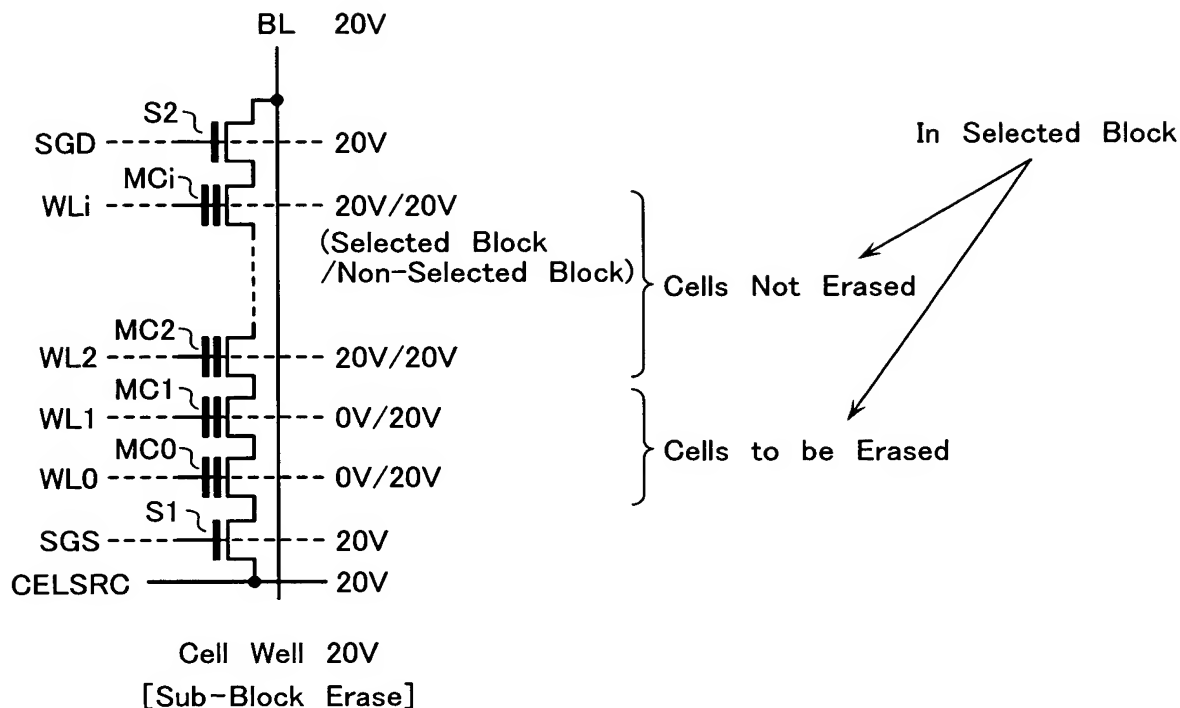 BL 20V
S2
SGD 20V
In Selected Block
MCi
WLi 20V/20V
(Selected Block
/Non-Selected Block)
Cells Not Erased
MC2
WL2 20V/20V
MC1
WL1 0V/20V
Cells to be Erased
MC0
WL0 0V/20V
S1
SGS 20V
CELSRC 20V
Cell Well 20V
[Sub-Block Erase]